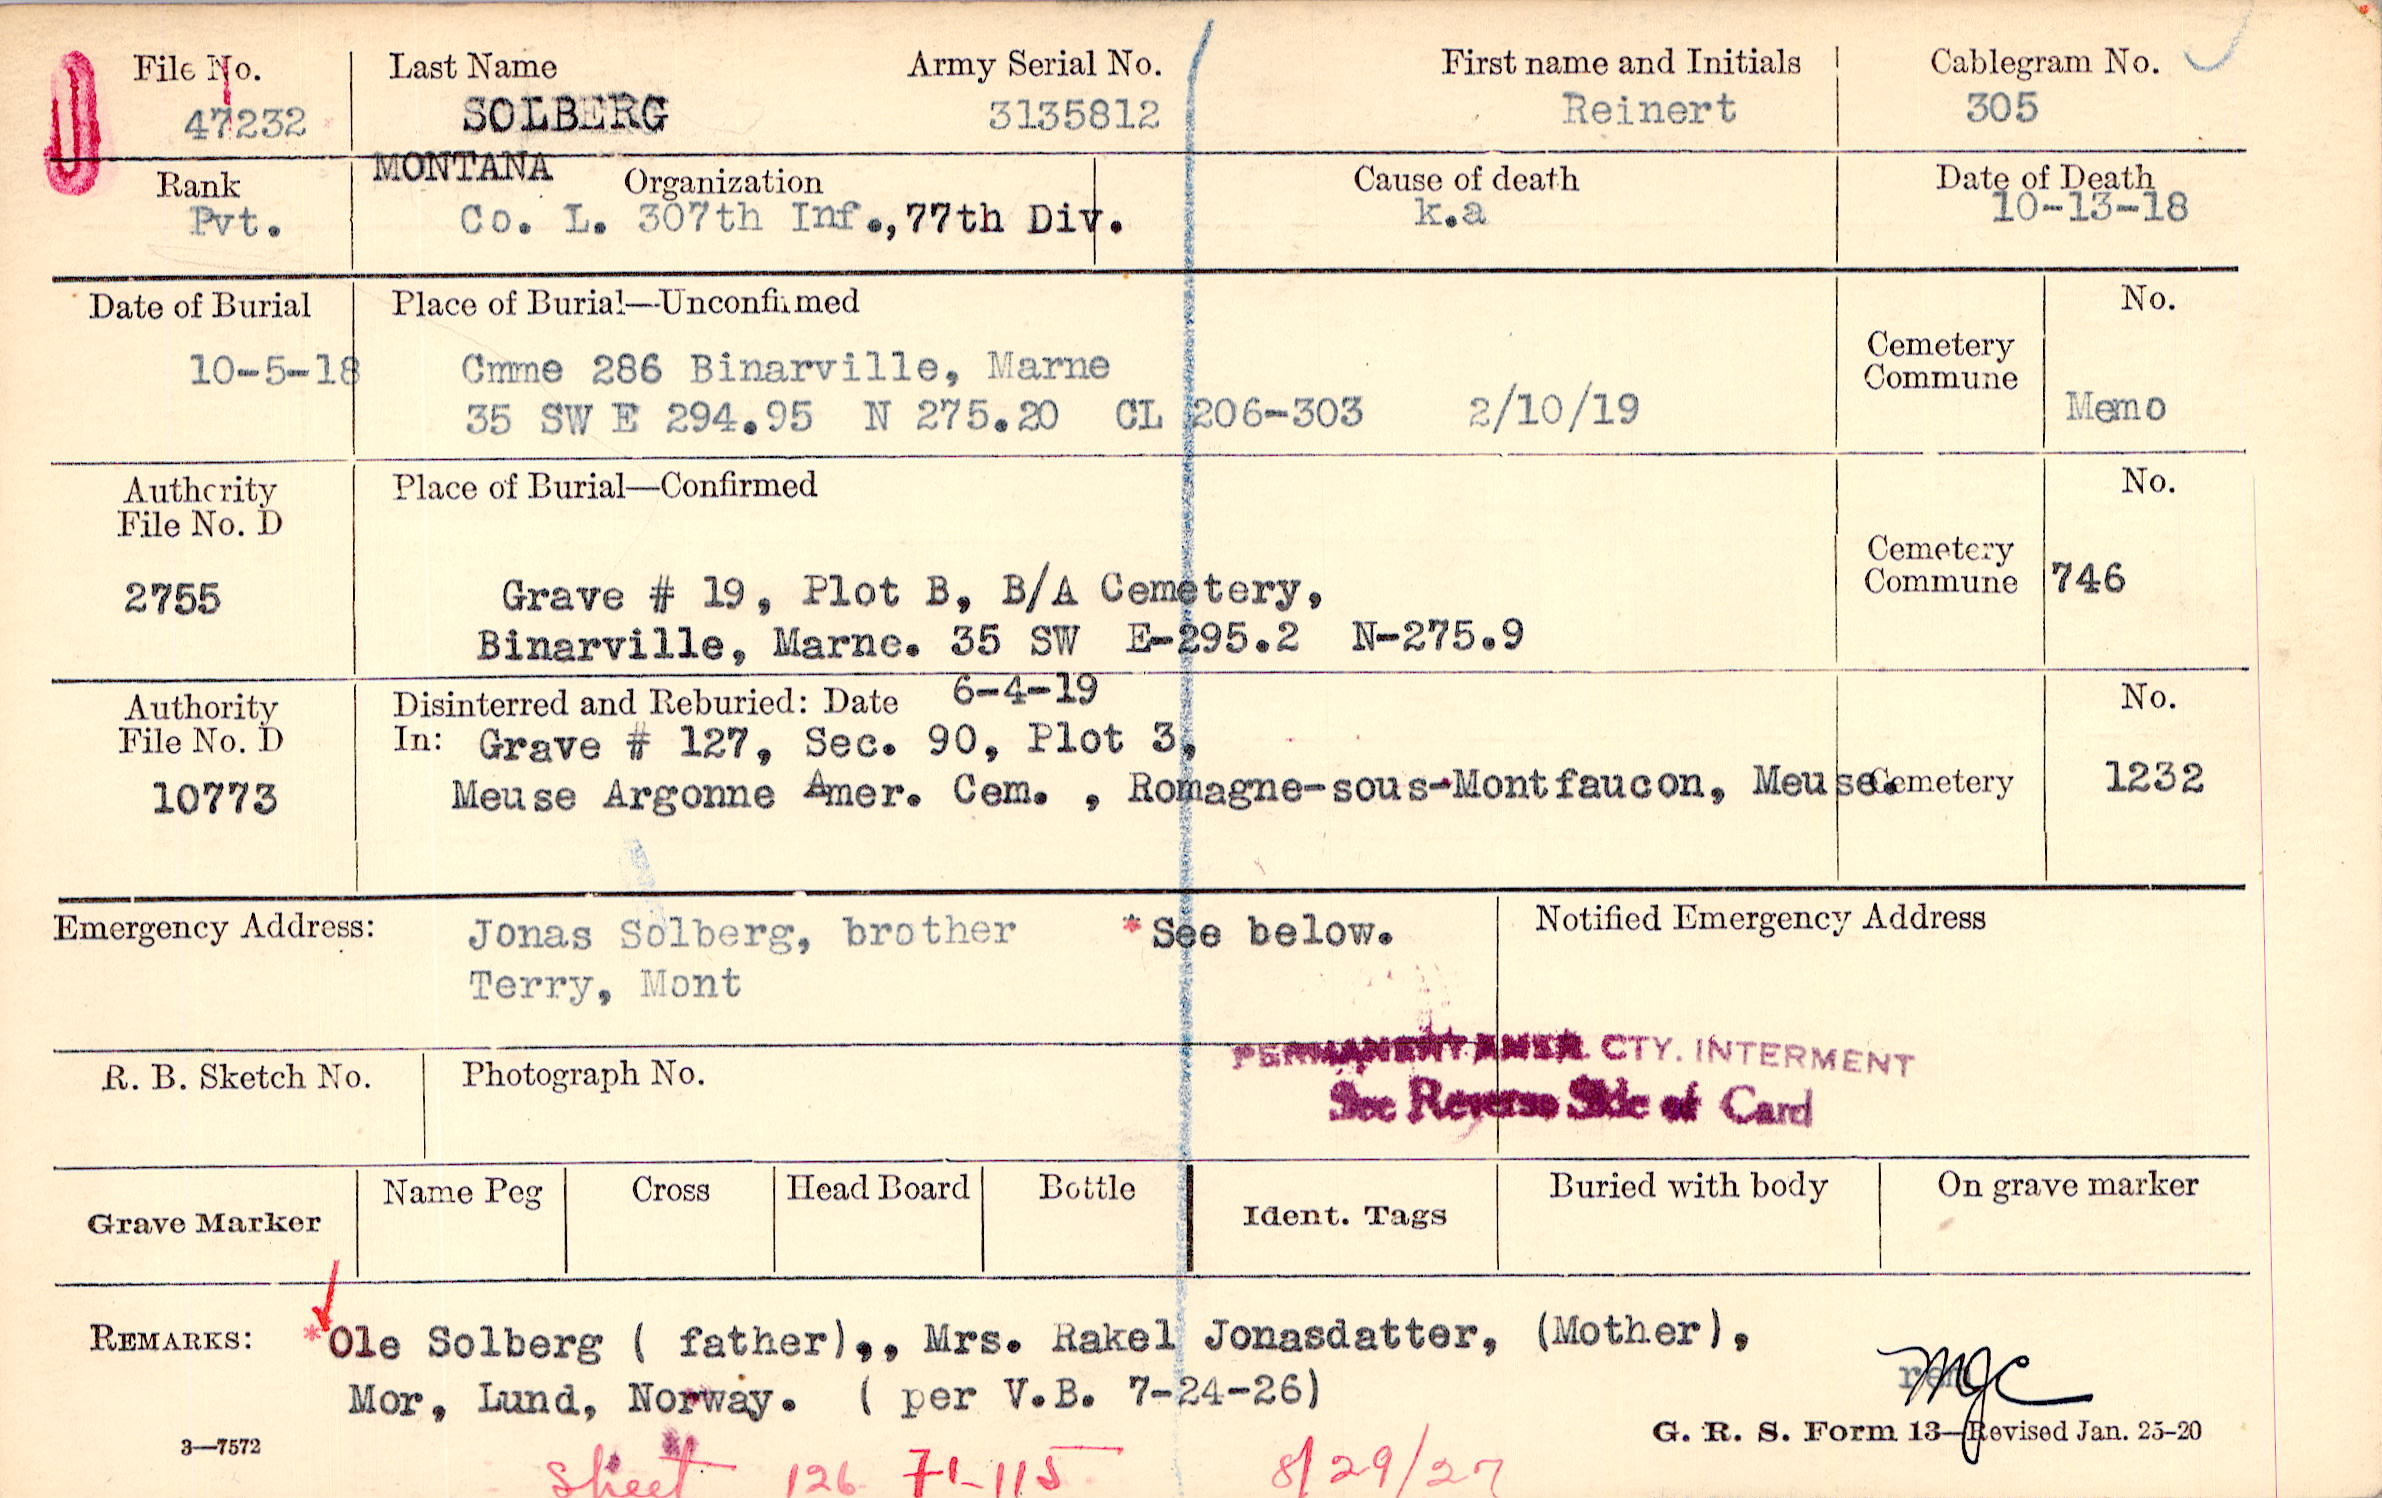 File No. Last Name Army Serial No. First name and Initials Cablegram No.
47232 SOLBERG 3135812 Reinert 305
MONTANA
Rank Organization Cause of death Date of Death
Pvt. Co. L. 307th Inf., 77th Div. k.a 10-13-18
Date of Burial Place of Burial—Unconfirmed No.
Cemetery
Commune
10-5-18 Cmme 286 Binarville, Marne
35 SW E 294.95 N 275.20 CL 206-303 2/10/19 Memo
Authority Place of Burial—Confirmed No.
File No. D
Cemetery
Commune 746
2755 Grave # 19, Plot B, B/A Cemetery,
Binarville, Marne. 35 SW E-295.2 N-275.9
Authority Disinterred and Reburied: Date 6-4-19 No.
File No. D In: Grave # 127, Sec. 90, Plot 3,
10773 Meuse Argonne Amer. Cem. , Romagne-sous-Montfaucon, Meuse. Cemetery 1232
Emergency Address: Jonas Solberg, brother *See below. Notified Emergency Address
Terry, Mont
PERMANENT AMER. CTY. INTERMENT
R. B. Sketch No. Photograph No.
See Reverse Side of Card
Grave Marker Name Peg Cross Head Board Bottle Ident. Tags Buried with body On grave marker
REMARKS: *Ole Solberg ( father),, Mrs. Rakel Jonasdatter, (Mother),
Mor, Lund, Norway. ( per V.B. 7-24-26)
MJC
3—7572 G. R. S. Form 13—Revised Jan. 25-20
Sheet 126 71-115 8/29/27